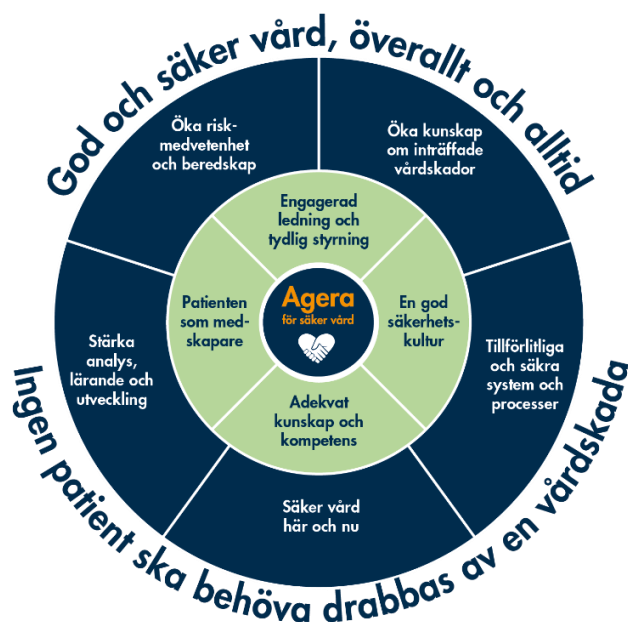 God och säker vård, överallt och alltid
Öka risk-
medvetenhet
och beredskap
Öka kunskap
om inträffade
vårdskador
Engagerad
ledning och
tydlig styrning
Patienten
som med-
skapare
Agera
för säker vård
En god
säkerhets-
kultur
Stärka
analys,
lärande och
utveckling
Tillförlitliga
och säkra
system och
processer
Adekvat
kunskap och
kompetens
Säker vård
här och nu
Ingen patient ska behöva drabbas av en vårdskada